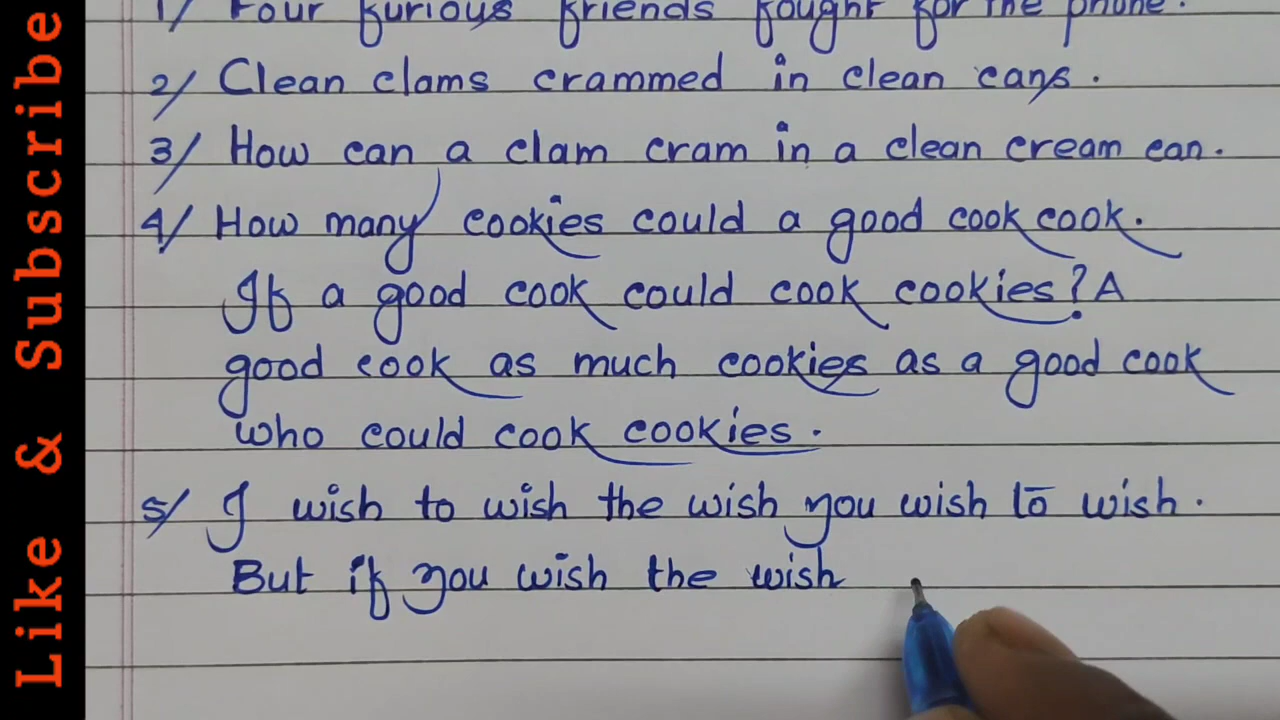 Like & Subscribe
1/ Four furious friends fought for the phone.
2/ Clean clams crammed in clean cans.
3/ How can a clam cram in a clean cream can.
4/ How many cookies could a good cook cook.
If a good cook could cook cookies? A
good cook as much cookies as a good cook
who could cook cookies.
5/ I wish to wish the wish you wish to wish.
But if you wish the wish